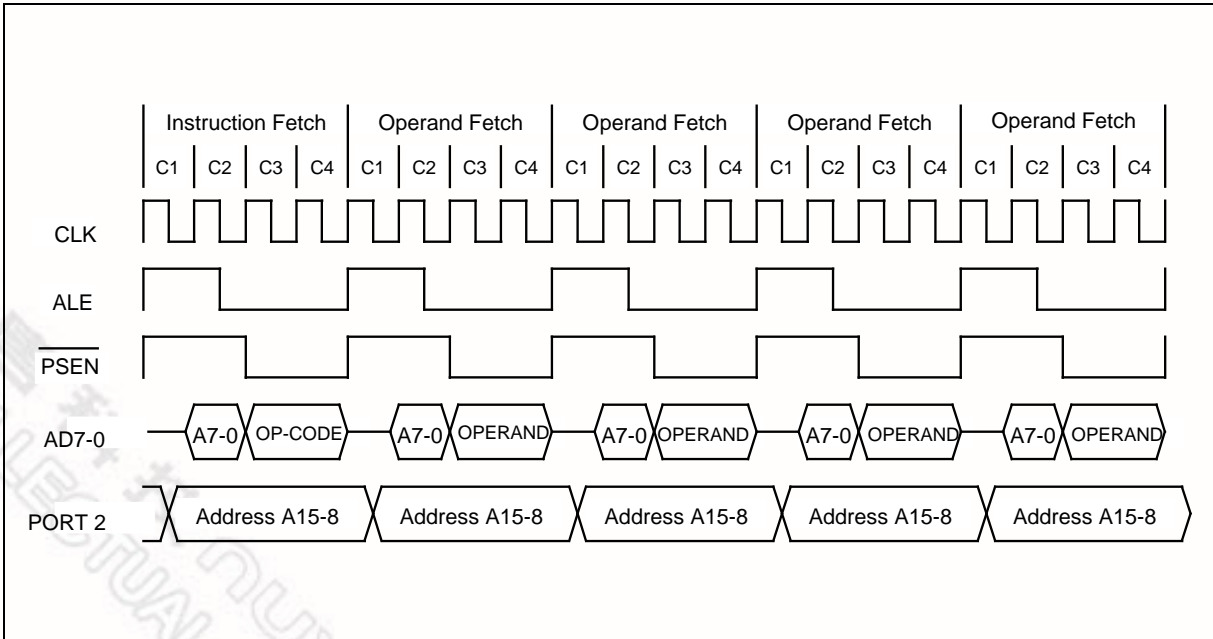 Instruction Fetch Operand Fetch Operand Fetch Operand Fetch Operand Fetch
C1 C2 C3 C4 C1 C2 C3 C4 C1 C2 C3 C4 C1 C2 C3 C4 C1 C2 C3 C4
CLK
ALE
PSEN
AD7-0 A7-0 OP-CODE A7-0 OPERAND A7-0 OPERAND A7-0 OPERAND A7-0 OPERAND
PORT 2 Address A15-8 Address A15-8 Address A15-8 Address A15-8 Address A15-8